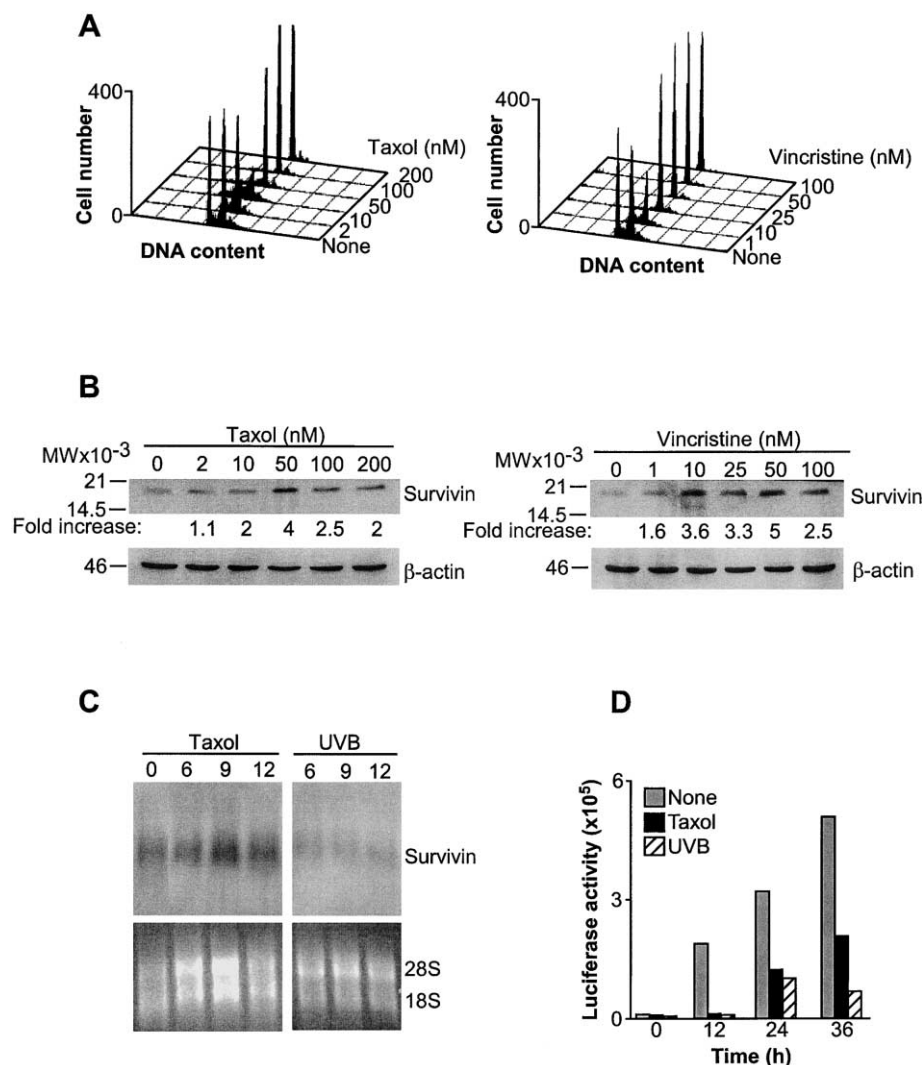 A
400
Cell number
0
DNA content
Taxol (nM)
200
100
50
10
2
None
400
Cell number
0
DNA content
Vincristine (nM)
100
50
25
10
1
None
B
Taxol (nM)
MWx10-3
0 2 10 50 100 200
21
14.5
Survivin
Fold increase: 1.1 2 4 2.5 2
46
β-actin
Vincristine (nM)
MWx10-3
0 1 10 25 50 100
21
14.5
Survivin
Fold increase: 1.6 3.6 3.3 5 2.5
46
β-actin
C
Taxol UVB
0 6 9 12 6 9 12
Survivin
28S
18S
D
Luciferase activity (x10⁵)
6
3
0
None
Taxol
UVB
0 12 24 36
Time (h)